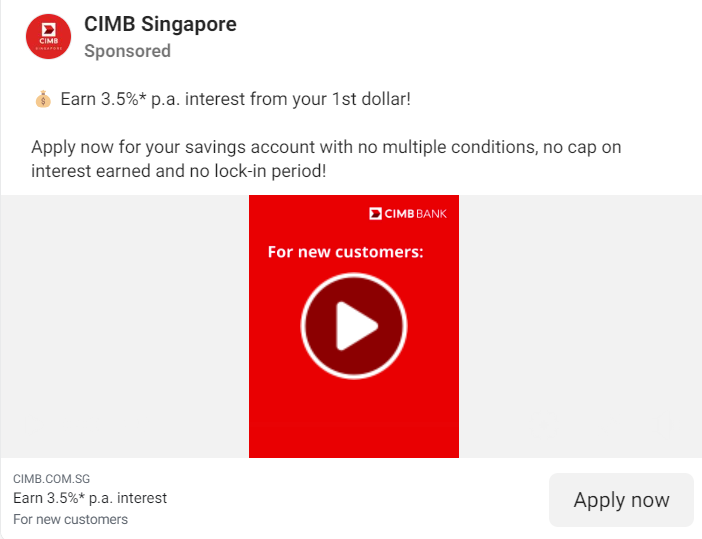 CIMB
SINGAPORE
CIMB Singapore
Sponsored
💰 Earn 3.5%* p.a. interest from your 1st dollar!
Apply now for your savings account with no multiple conditions, no cap on
interest earned and no lock-in period!
CIMB BANK
For new customers:
CIMB.COM.SG
Earn 3.5%* p.a. interest
For new customers
Apply now